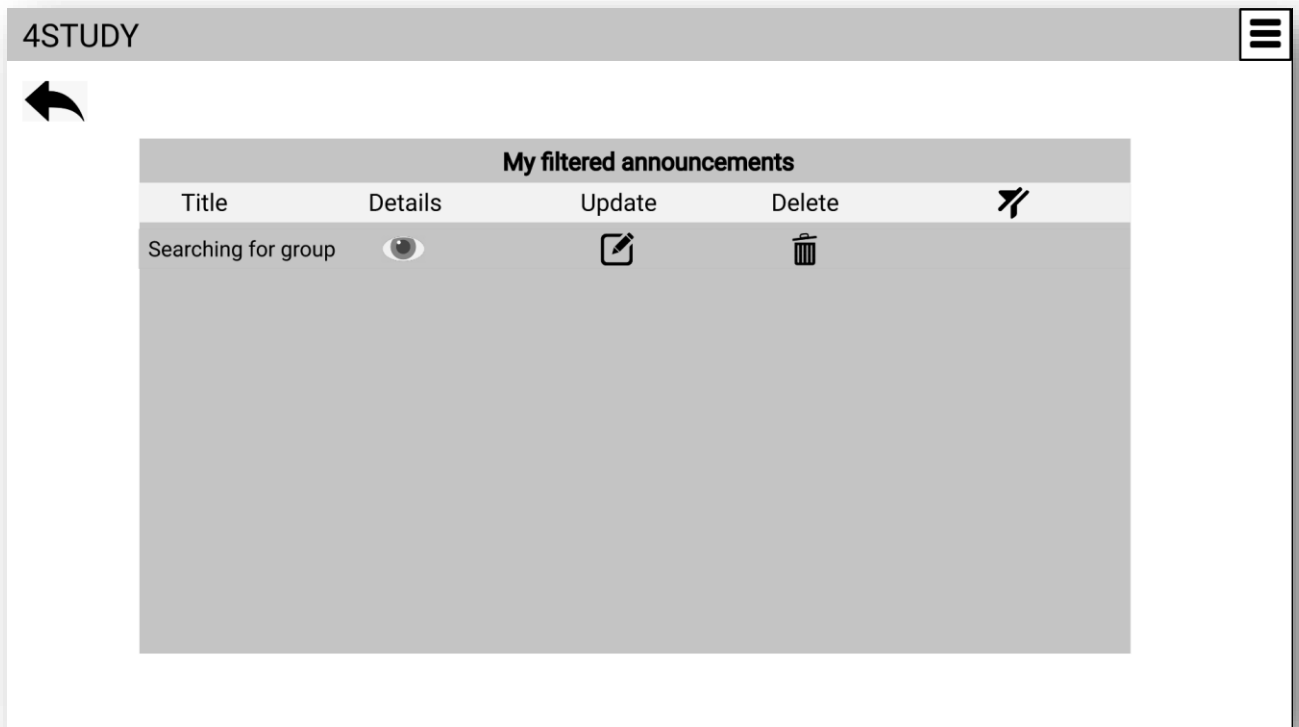 4STUDY
My filtered announcements
Title Details Update Delete
Searching for group